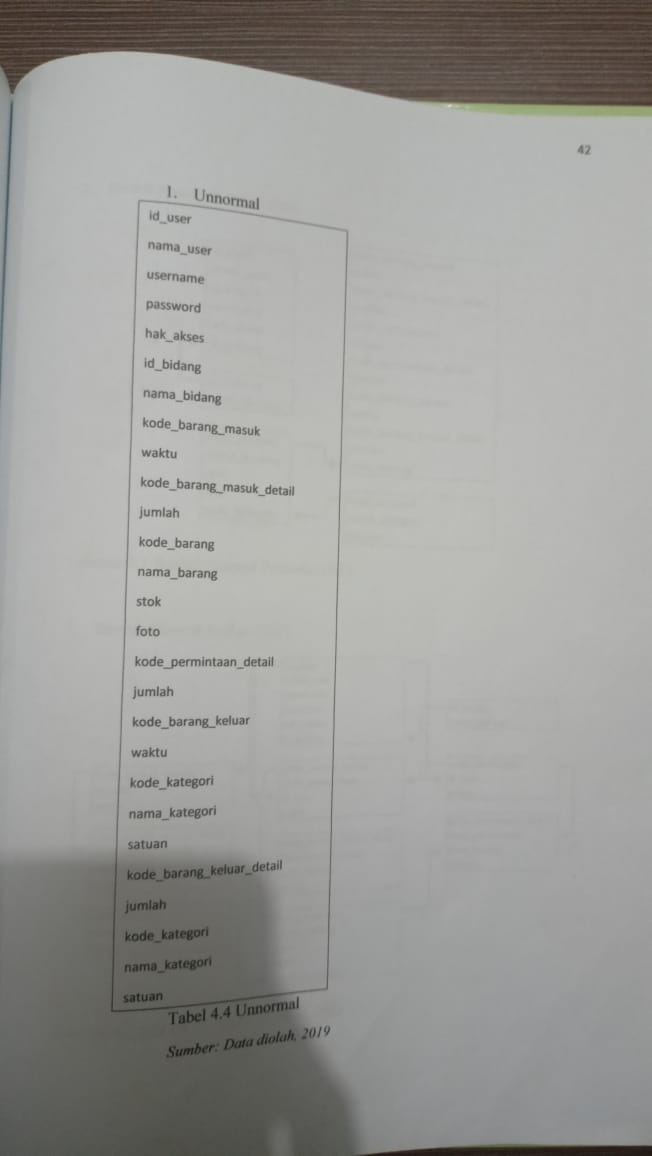 42
1. Unnormal
id_user
nama_user
username
password
hak_akses
id_bidang
nama_bidang
kode_barang_masuk
waktu
kode_barang_masuk_detail
jumlah
kode_barang
nama_barang
stok
foto
kode_permintaan_detail
jumlah
kode_barang_keluar
waktu
kode_kategori
nama_kategori
satuan
kode_barang_keluar_detail
jumlah
kode_kategori
nama_kategori
satuan
Tabel 4.4 Unnormal
Sumber: Data diolah, 2019